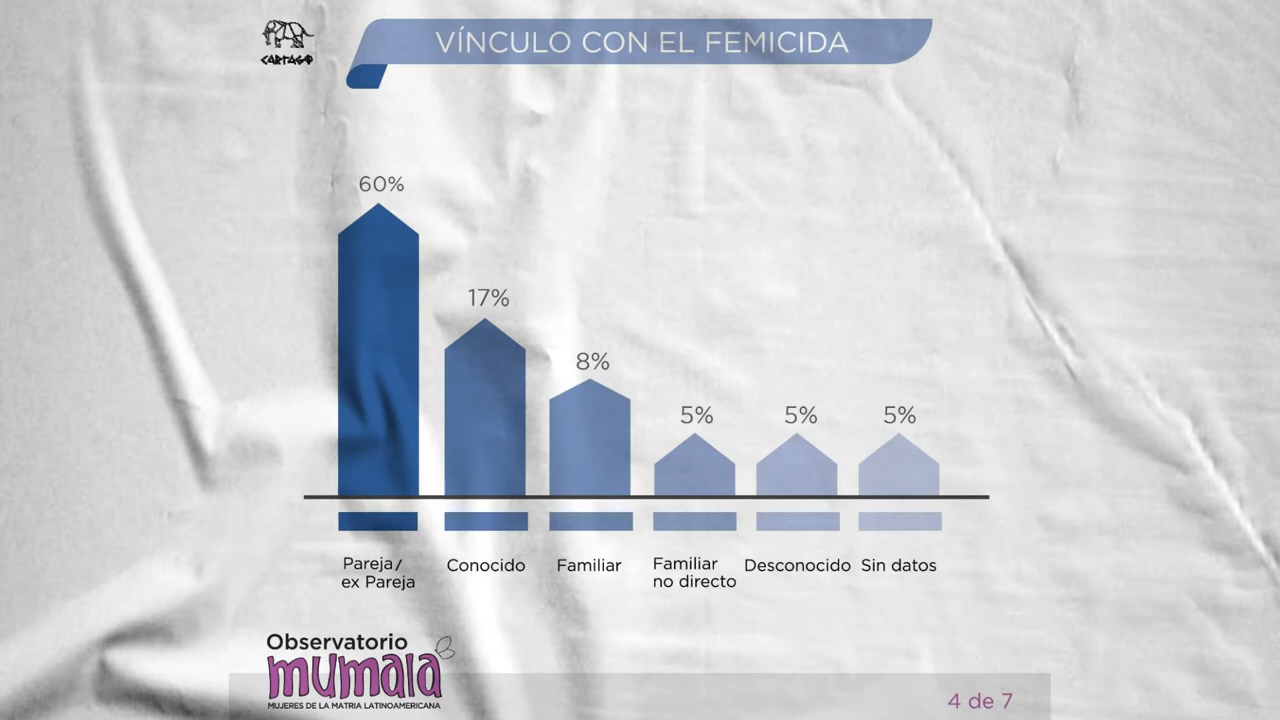 CARTAGO
VÍNCULO CON EL FEMICIDA
60%
17%
8%
5%
5%
5%
Pareja/
ex Pareja
Conocido
Familiar
Familiar
no directo
Desconocido
Sin datos
Observatorio
mumala
MUJERES DE LA MATRIA LATINOAMERICANA
4 de 7